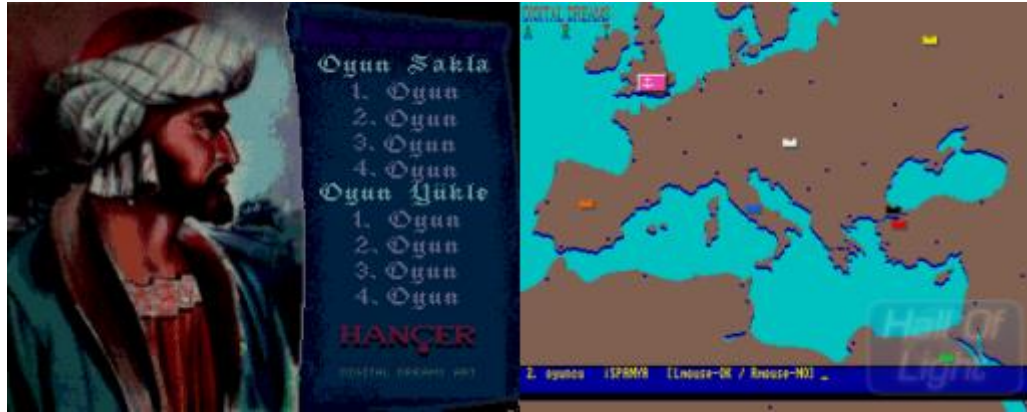 Oyun Sakla
1. Oyun
2. Oyun
3. Oyun
4. Oyun
Oyun Yükle
1. Oyun
2. Oyun
3. Oyun
4. Oyun
HANÇER
DIGITAL DREAMS ART
DIGITAL DREAMS
A R T
Hall Of
Light
2. oyuncu İSPANYA [Lmouse-OK / Rmouse-NO] _